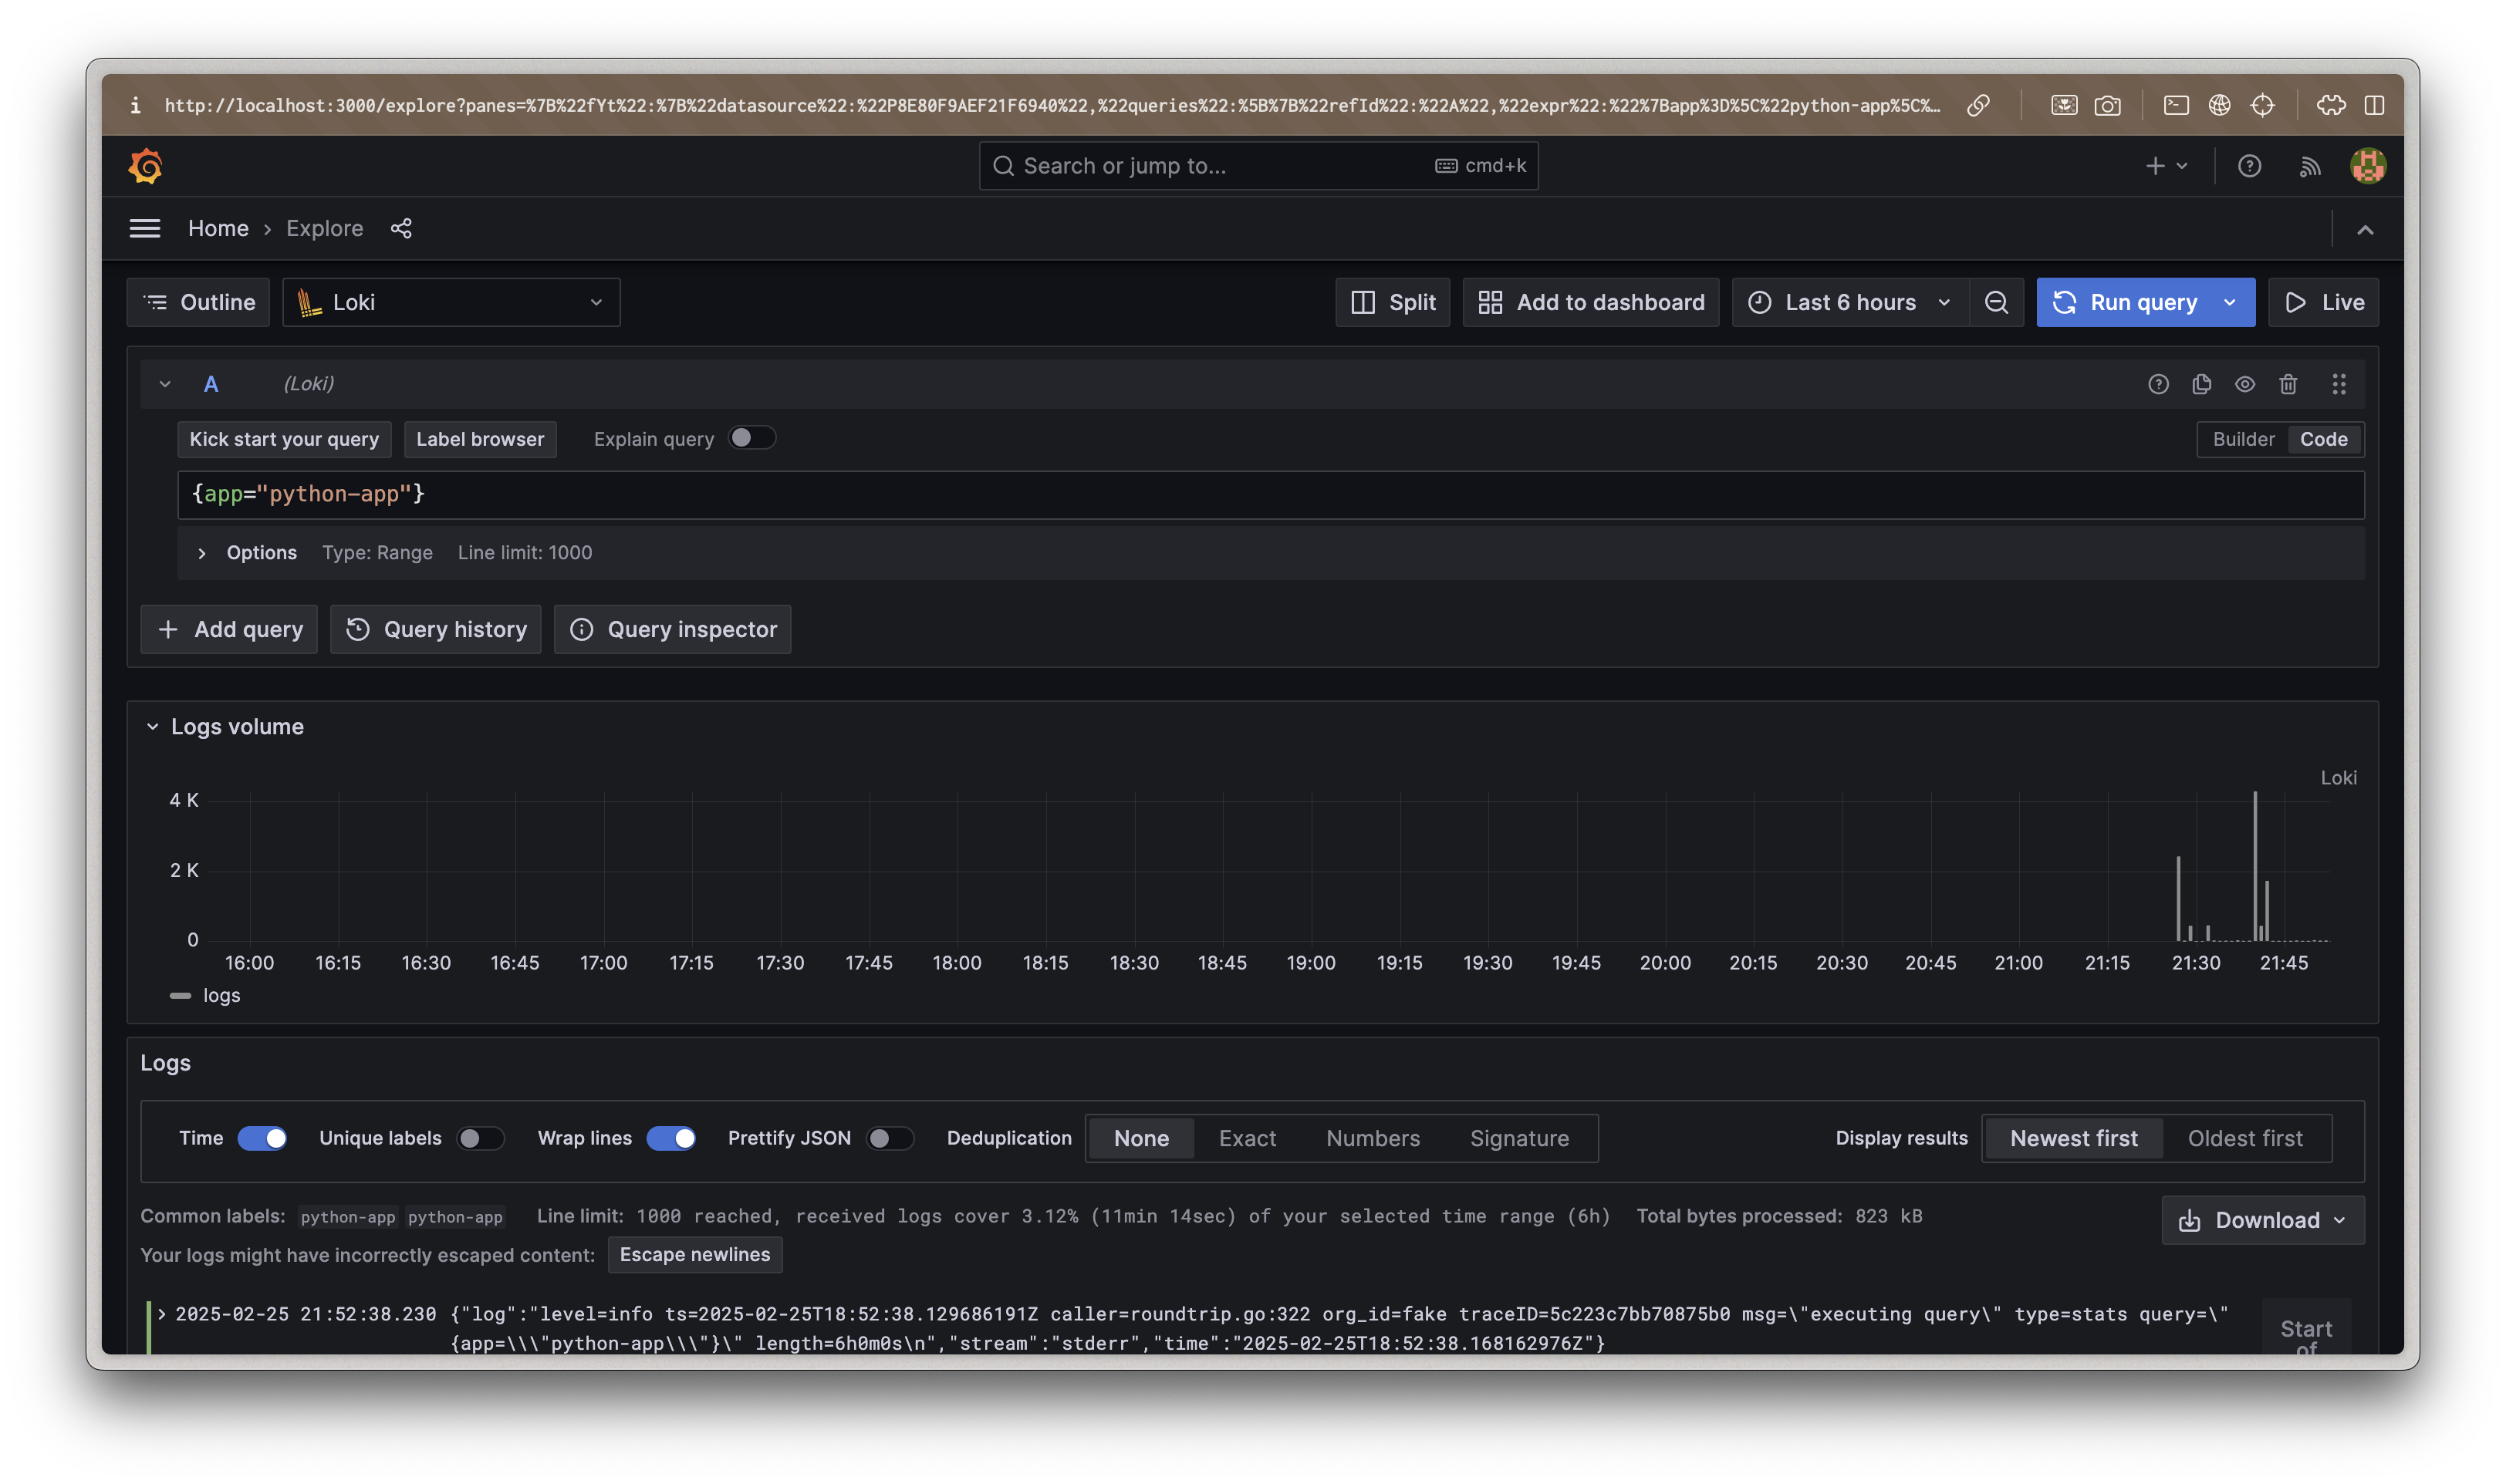 i http://localhost:3000/explore?panes=%7B%22fYt%22:%7B%22datasource%22:%22P8E80F9AEF21F6940%22,%22queries%22:%5B%7B%22refId%22:%22A%22,%22expr%22:%22%7Bapp%3D%5C%22python-app%5C%...
Search or jump to... cmd+k
Home › Explore
Outline Loki Split Add to dashboard Last 6 hours Run query Live
A (Loki)
Kick start your query Label browser Explain query Builder Code
{app="python-app"}
Options Type: Range Line limit: 1000
Add query Query history Query inspector
Logs volume
Loki
4 K
2 K
0
16:00 16:15 16:30 16:45 17:00 17:15 17:30 17:45 18:00 18:15 18:30 18:45 19:00 19:15 19:30 19:45 20:00 20:15 20:30 20:45 21:00 21:15 21:30 21:45
logs
Logs
Time Unique labels Wrap lines Prettify JSON Deduplication None Exact Numbers Signature Display results Newest first Oldest first
Common labels: python-app python-app Line limit: 1000 reached, received logs cover 3.12% (11min 14sec) of your selected time range (6h) Total bytes processed: 823 kB Download
Your logs might have incorrectly escaped content: Escape newlines
2025-02-25 21:52:38.230 {"log":"level=info ts=2025-02-25T18:52:38.129686191Z caller=roundtrip.go:322 org_id=fake traceID=5c223c7bb70875b0 msg=\"executing query\" type=stats query=\"
{app=\\\"python-app\\\"}\" length=6h0m0s\n","stream":"stderr","time":"2025-02-25T18:52:38.168162976Z"}
Start
of